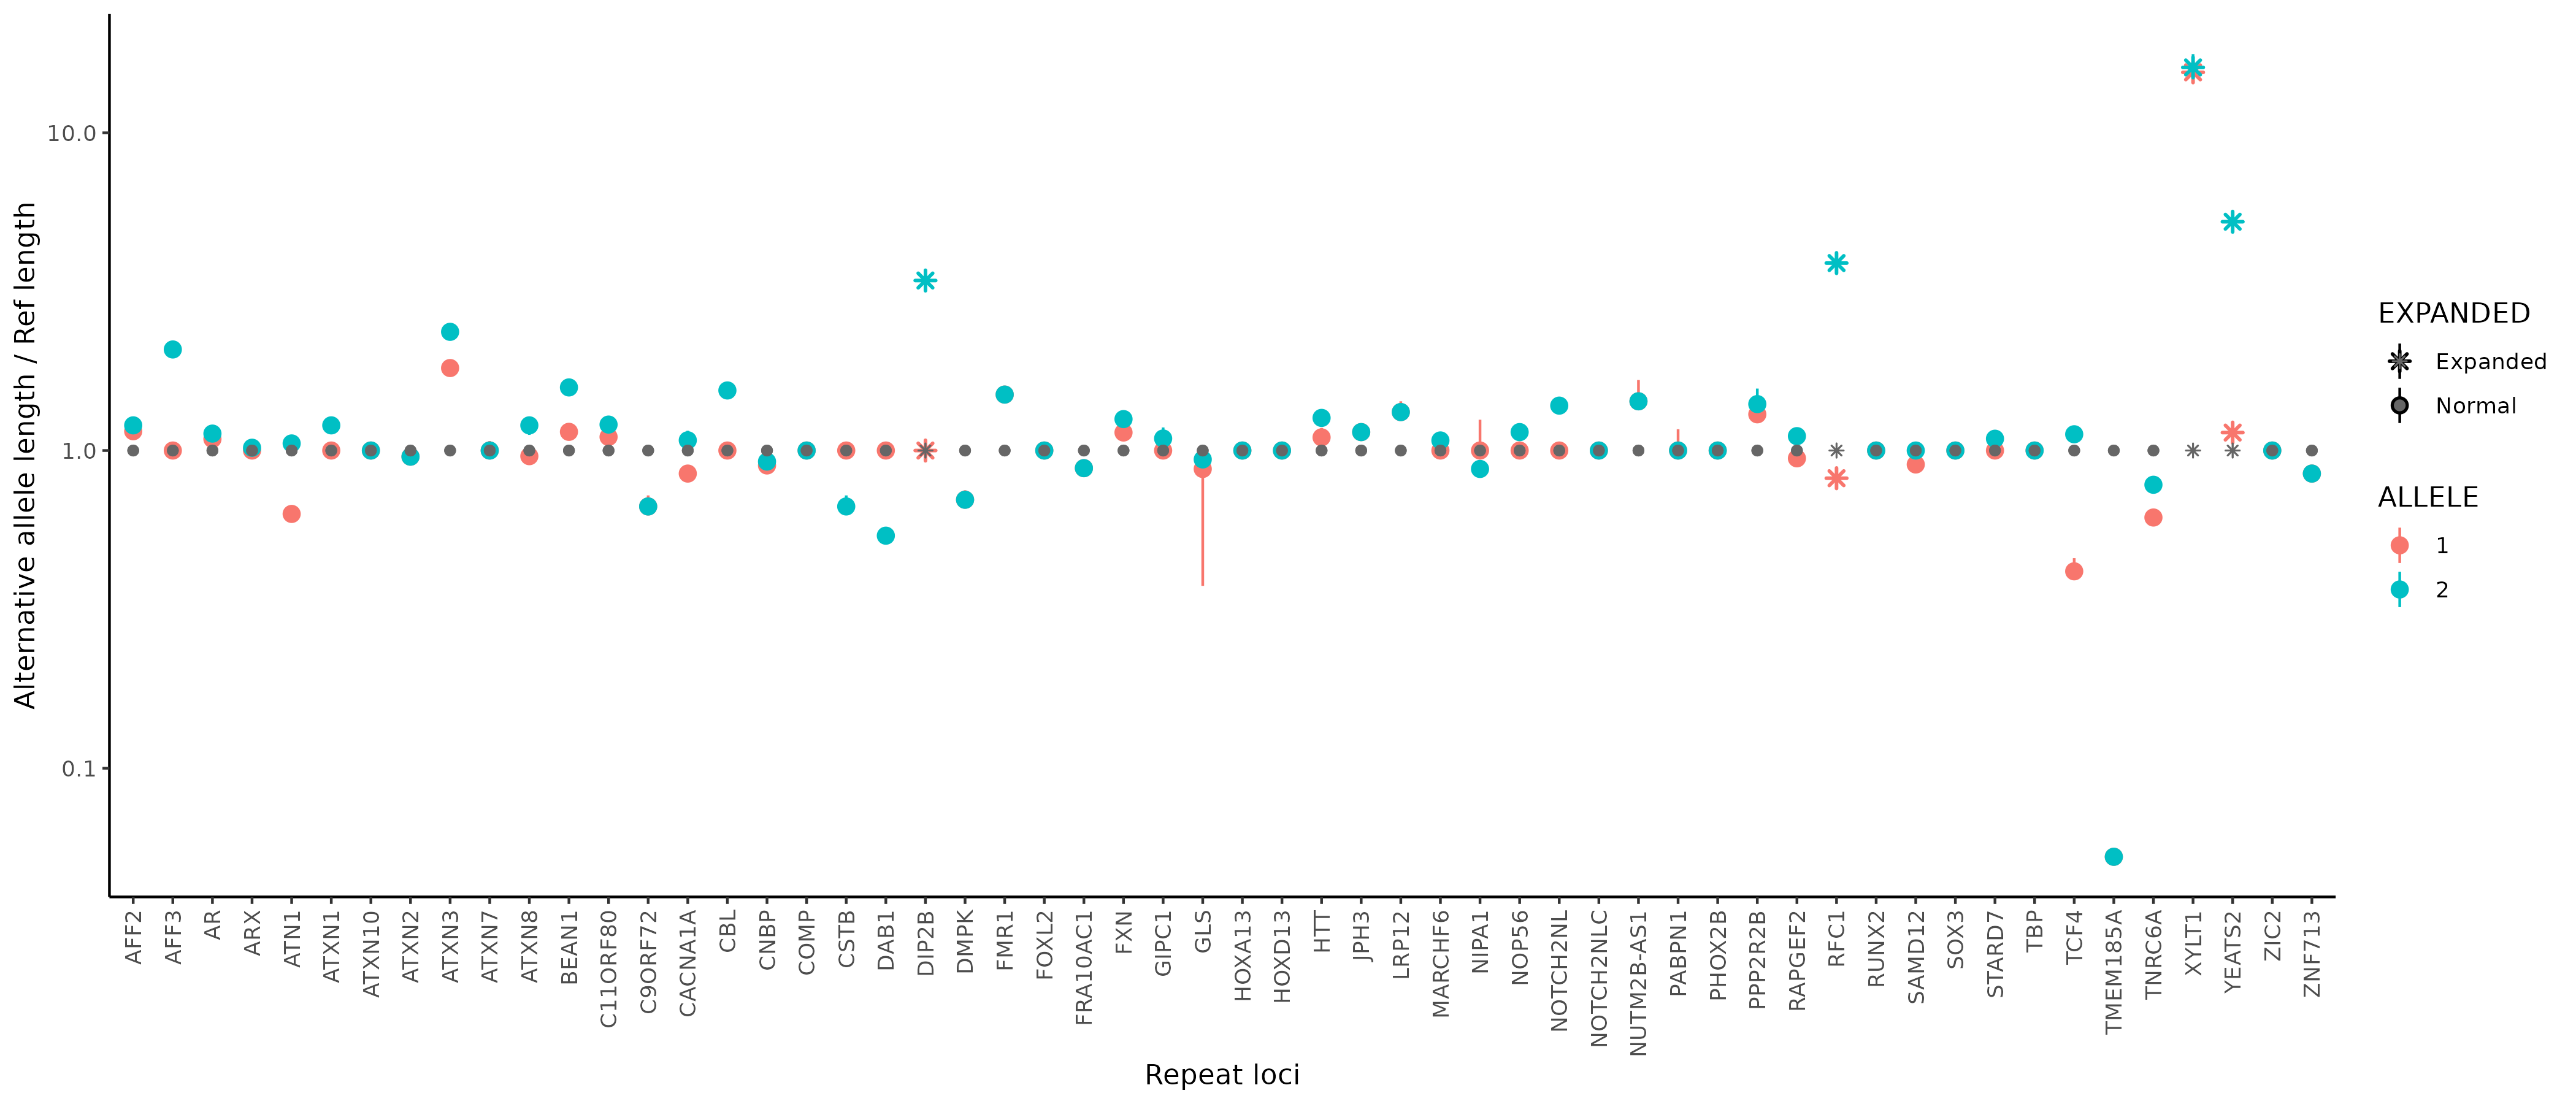 Alternative allele length / Ref length
10.0
1.0
0.1
AFF2
AFF3
AR
ARX
ATN1
ATXN1
ATXN10
ATXN2
ATXN3
ATXN7
ATXN8
BEAN1
C11ORF80
C9ORF72
CACNA1A
CBL
CNBP
COMP
CSTB
DAB1
DIP2B
DMPK
FMR1
FOXL2
FRA10AC1
FXN
GIPC1
GLS
HOXA13
HOXD13
HTT
JPH3
LRP12
MARCHF6
NIPA1
NOP56
NOTCH2NL
NOTCH2NLC
NUTM2B-AS1
PABPN1
PHOX2B
PPP2R2B
RAPGEF2
RFC1
RUNX2
SAMD12
SOX3
STARD7
TBP
TCF4
TMEM185A
TNRC6A
XYLT1
YEATS2
ZIC2
ZNF713
Repeat loci
EXPANDED
Expanded
Normal
ALLELE
1
2